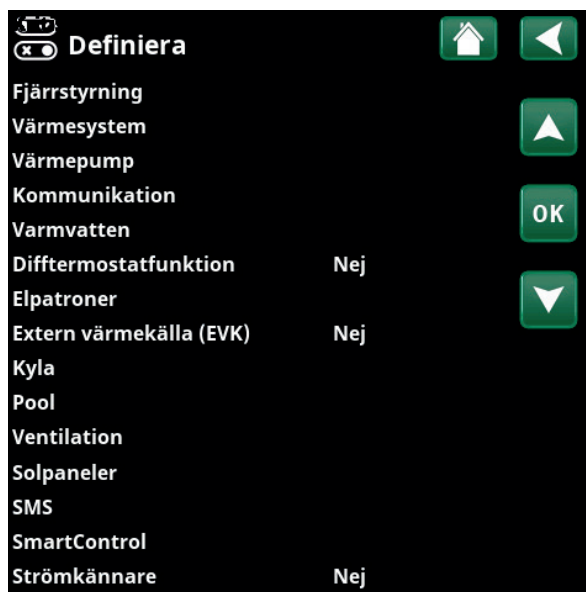 Definiera
Fjärrstyrning
Värmesystem
Värmepump
Kommunikation
OK
Varmvatten
Difftermostatfunktion Nej
Elpatroner
Extern värmekälla (EVK) Nej
Kyla
Pool
Ventilation
Solpaneler
SMS
SmartControl
Strömkännare Nej